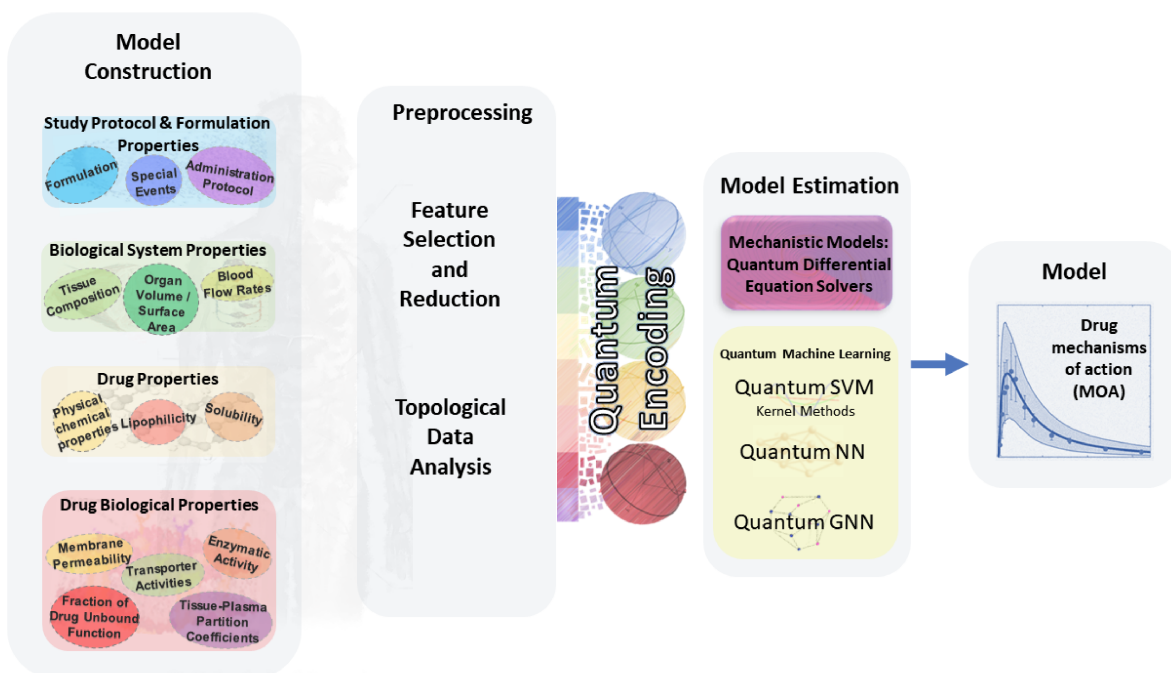 Model
Construction
Study Protocol & Formulation
Properties
Formulation
Special
Events
Administration
Protocol
Biological System Properties
Tissue
Composition
Organ
Volume /
Surface
Area
Blood
Flow Rates
Drug Properties
Physical
chemical
properties
Lipophilicity
Solubility
Drug Biological Properties
Membrane
Permeability
Transporter
Activities
Enzymatic
Activity
Fraction of
Drug Unbound
Function
Tissue-Plasma
Partition
Coefficients
Preprocessing
Feature
Selection
and
Reduction
Topological
Data
Analysis
Quantum
Encoding
Model Estimation
Mechanistic Models:
Quantum Differential
Equation Solvers
Quantum Machine Learning
Quantum SVM
Kernel Methods
Quantum NN
Quantum GNN
Model
Drug
mechanisms
of action
(MOA)